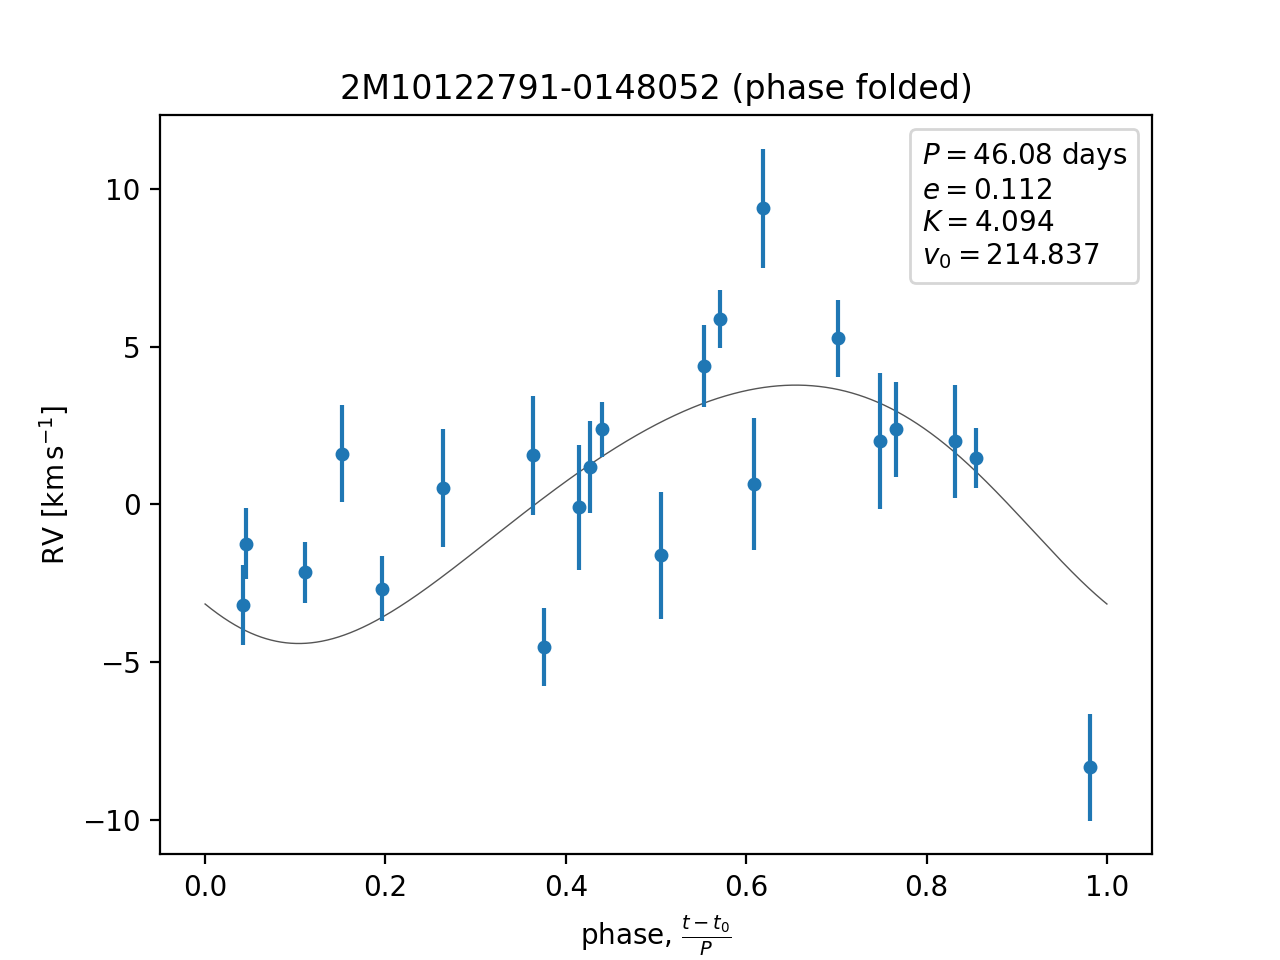 2M10122791-0148052 (phase folded)
P = 46.08 days
e = 0.112
K = 4.094
v₀ = 214.837
10
5
0
−5
−10
RV [km s⁻¹]
0.0 0.2 0.4 0.6 0.8 1.0
phase, (t − t₀)/P